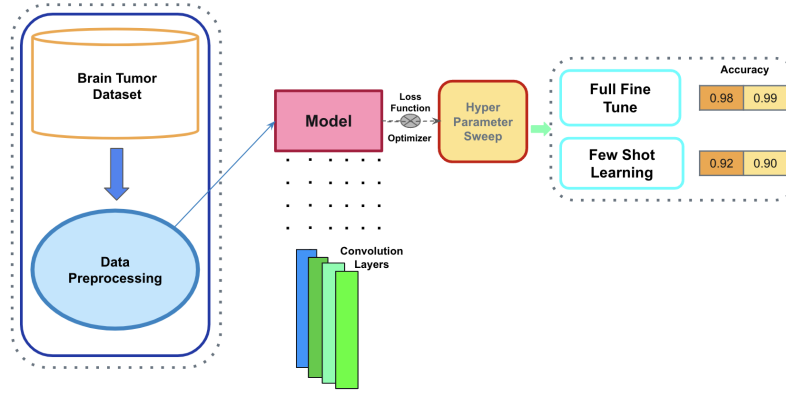 Brain Tumor
Dataset
Data
Preprocessing
Model
Loss
Function
Optimizer
Hyper
Parameter
Sweep
Convolution
Layers
Accuracy
Full Fine
Tune
0.98 0.99
Few Shot
Learning
0.92 0.90